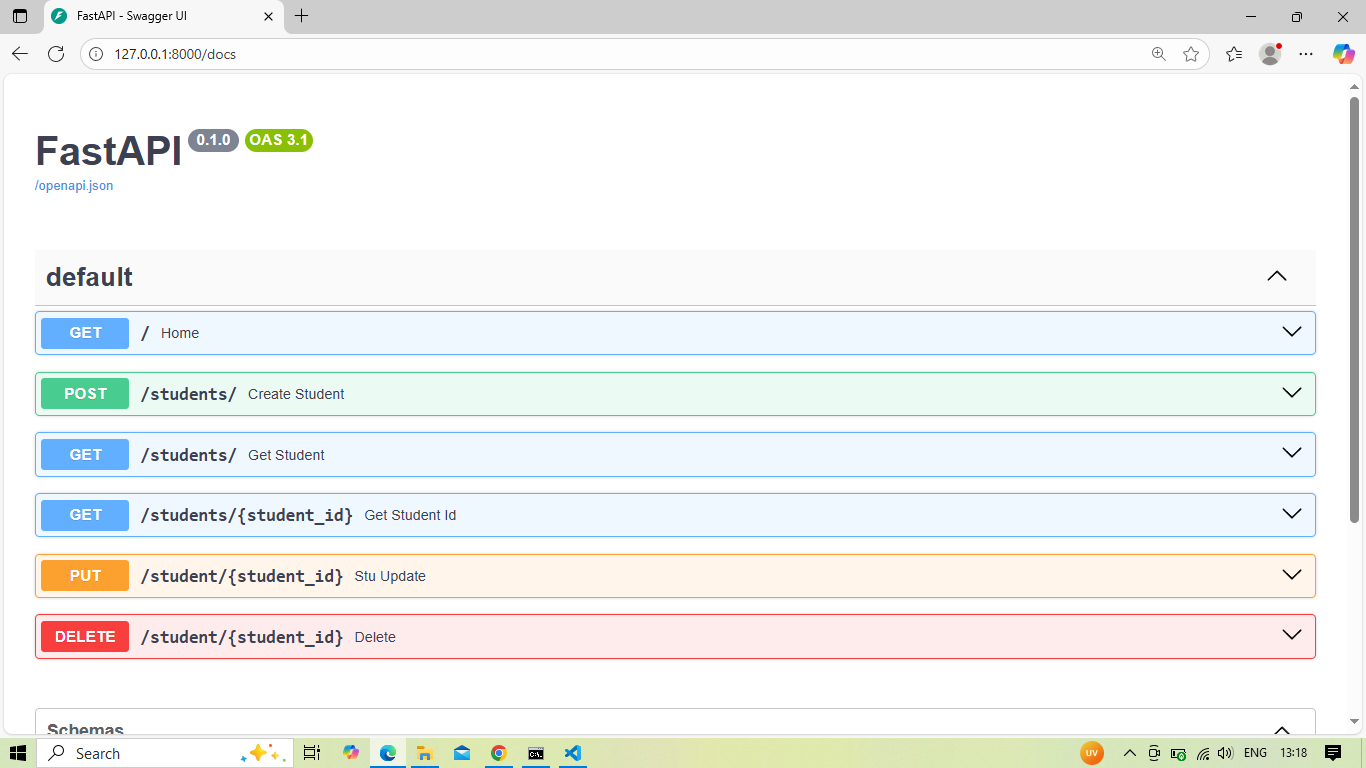 FastAPI - Swagger UI
127.0.0.1:8000/docs
FastAPI 0.1.0 OAS 3.1
/openapi.json
default
GET / Home
POST /students/ Create Student
GET /students/ Get Student
GET /students/{student_id} Get Student Id
PUT /student/{student_id} Stu Update
DELETE /student/{student_id} Delete
Schemas
Search UV ENG 13:18